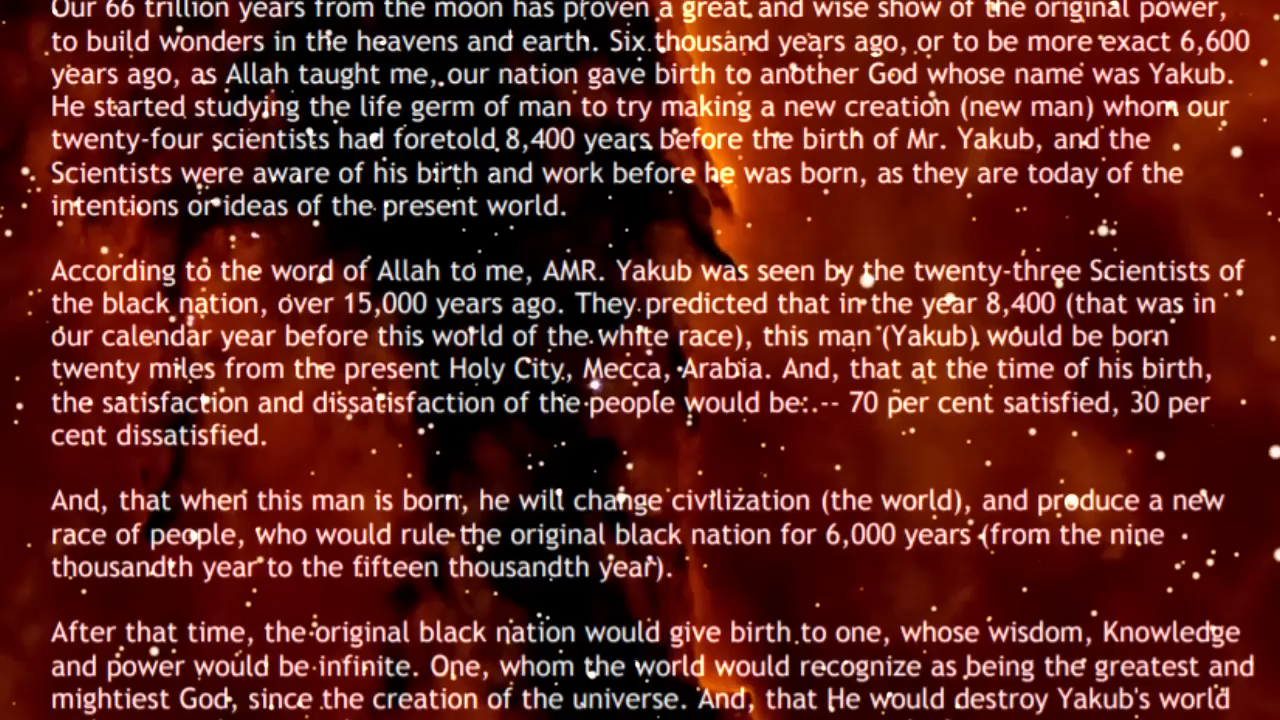 Our 66 trillion years from the moon has proven a great and wise show of the original power,
to build wonders in the heavens and earth. Six thousand years ago, or to be more exact 6,600
years ago, as Allah taught me, our nation gave birth to another God whose name was Yakub.
He started studying the life germ of man to try making a new creation (new man) whom our
twenty-four scientists had foretold 8,400 years before the birth of Mr. Yakub, and the
Scientists were aware of his birth and work before he was born, as they are today of the
intentions or ideas of the present world.
According to the word of Allah to me, AMR. Yakub was seen by the twenty-three Scientists of
the black nation, over 15,000 years ago. They predicted that in the year 8,400 (that was in
our calendar year before this world of the white race), this man (Yakub) would be born
twenty miles from the present Holy City, Mecca, Arabia. And, that at the time of his birth,
the satisfaction and dissatisfaction of the people would be:.-- 70 per cent satisfied, 30 per
cent dissatisfied.
And, that when this man is born, he will change civilization (the world), and produce a new
race of people, who would rule the original black nation for 6,000 years (from the nine
thousandth year to the fifteen thousandth year).
After that time, the original black nation would give birth to one, whose wisdom, Knowledge
and power would be infinite. One, whom the world would recognize as being the greatest and
mightiest God, since the creation of the universe. And, that He would destroy Yakub's world